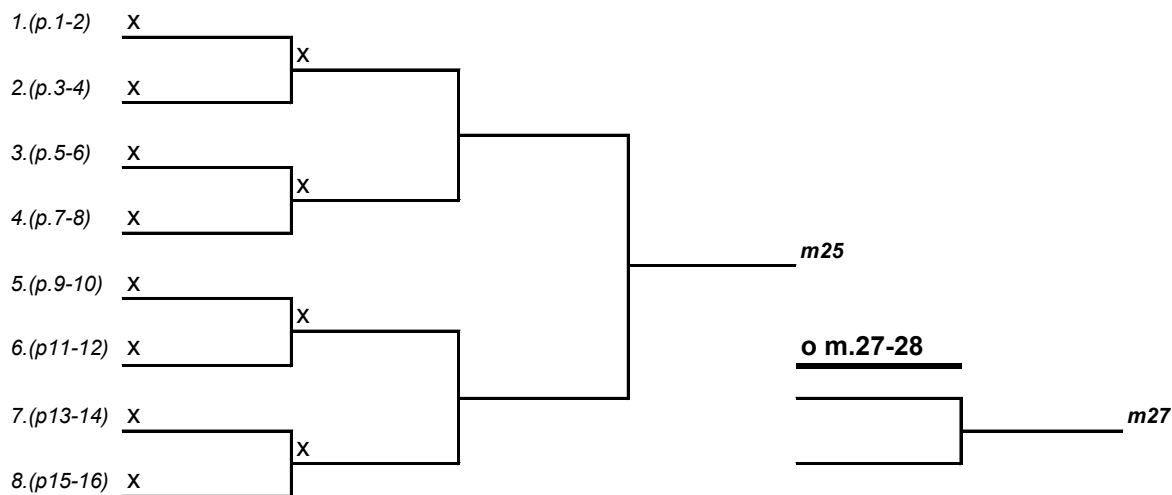 1.(p.1-2) X
X
2.(p.3-4) X
3.(p.5-6) X
X
4.(p.7-8) X
m25
5.(p.9-10) X
X
6.(p11-12) X
o m.27-28
7.(p13-14) X
m27
X
8.(p15-16) X